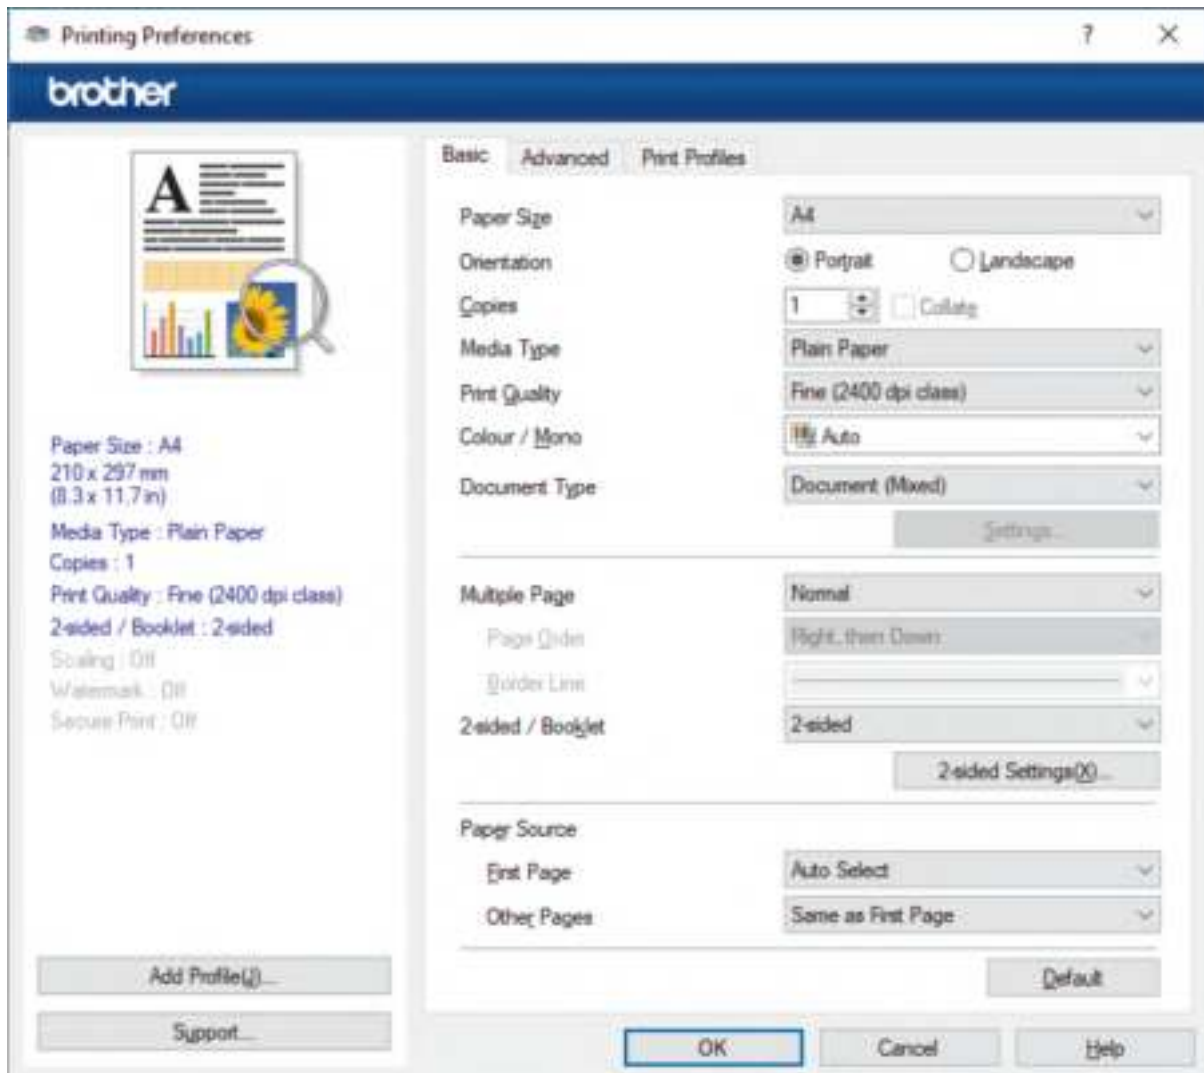 Printing Preferences ?
brother
A
Paper Size : A4
210 x 297 mm
(8.3 x 11.7 in)
Media Type : Plain Paper
Copies : 1
Print Quality : Fine (2400 dpi class)
2-sided / Booklet : 2-sided
Scaling : Off
Watermark : Off
Secure Print : Off
Add Profile(J)...
Support...
Basic Advanced Print Profiles
Paper Size A4
Orientation Portrait Landscape
Copies 1 Collate
Media Type Plain Paper
Print Quality Fine (2400 dpi class)
Colour / Mono Auto
Document Type Document (Mixed)
Settings...
Multiple Page Normal
Page Order Right, then Down
Border Line
2-sided / Booklet 2-sided
2-sided Settings(X)...
Paper Source
First Page Auto Select
Other Pages Same as First Page
Default
OK Cancel Help